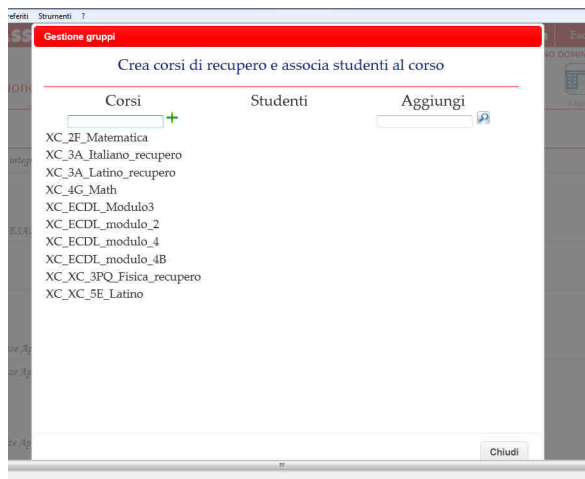 referiti Strumenti ?
Gestione gruppi
Crea corsi di recupero e associa studenti al corso
Corsi Studenti Aggiungi
XC_2F_Matematica
XC_3A_Italiano_recupero
XC_3A_Latino_recupero
XC_4G_Math
XC_ECDL_Modulo3
XC_ECDL_modulo_2
XC_ECDL_modulo_4
XC_ECDL_modulo_4B
XC_XC_3PQ_Fisica_recupero
XC_XC_5E_Latino
Chiudi